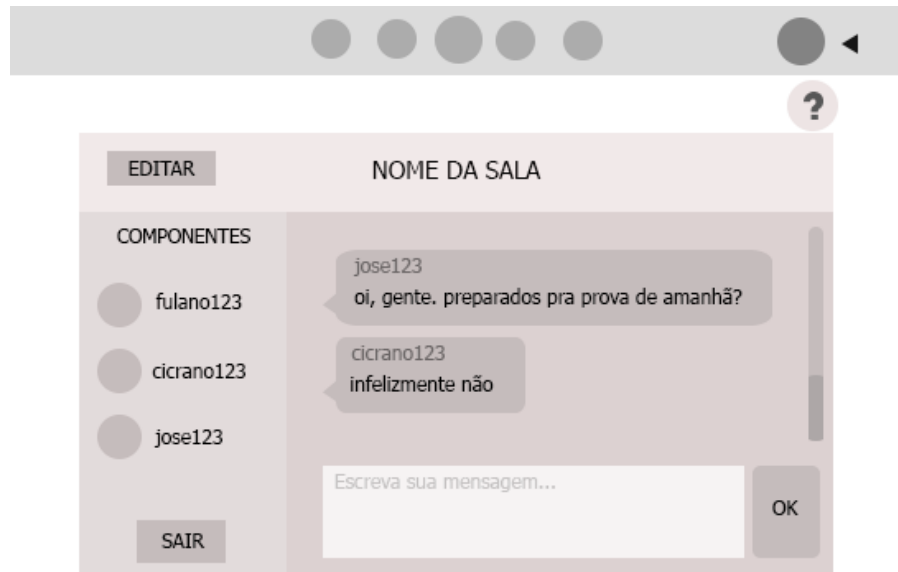 ?
EDITAR
NOME DA SALA
COMPONENTES
fulano123
cicrano123
jose123
SAIR
jose123
oi, gente. preparados pra prova de amanhã?
cicrano123
infelizmente não
Escreva sua mensagem...
OK